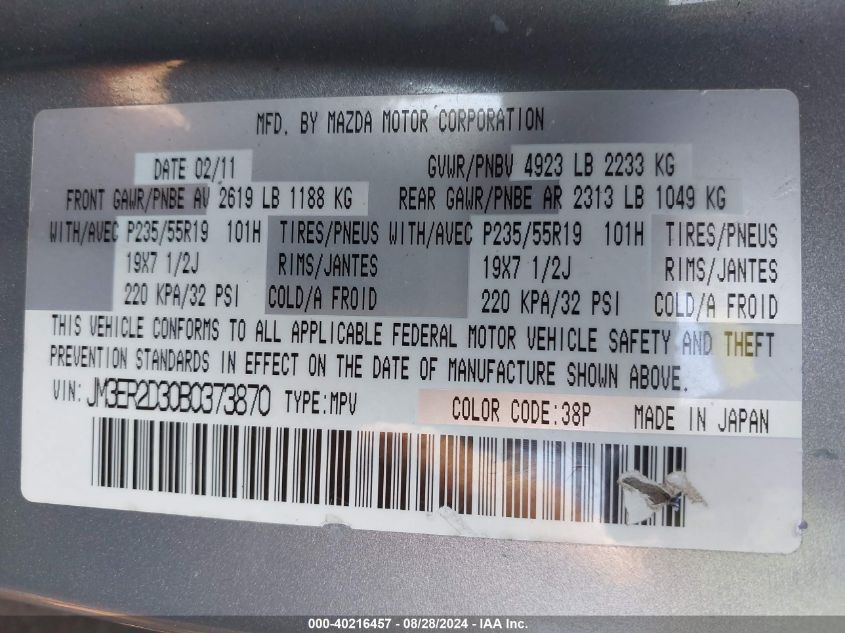 MFD. BY MAZDA MOTOR CORPORATION
DATE 02/11 GVWR/PNBV 4923 LB 2233 KG
FRONT GAWR/PNBE AV 2619 LB 1188 KG REAR GAWR/PNBE AR 2313 LB 1049 KG
WITH/AVEC P235/55R19 101H TIRES/PNEUS WITH/AVEC P235/55R19 101H TIRES/PNEUS
19X7 1/2J RIMS/JANTES 19X7 1/2J RIMS/JANTES
220 KPA/32 PSI COLD/A FROID 220 KPA/32 PSI COLD/A FROID
THIS VEHICLE CONFORMS TO ALL APPLICABLE FEDERAL MOTOR VEHICLE SAFETY AND THEFT
PREVENTION STANDARDS IN EFFECT ON THE DATE OF MANUFACTURE SHOWN ABOVE.
VIN: JM3ER2D30B0373870 TYPE:MPV COLOR CODE:38P MADE IN JAPAN
000-40216457 - 08/28/2024 - IAA Inc.